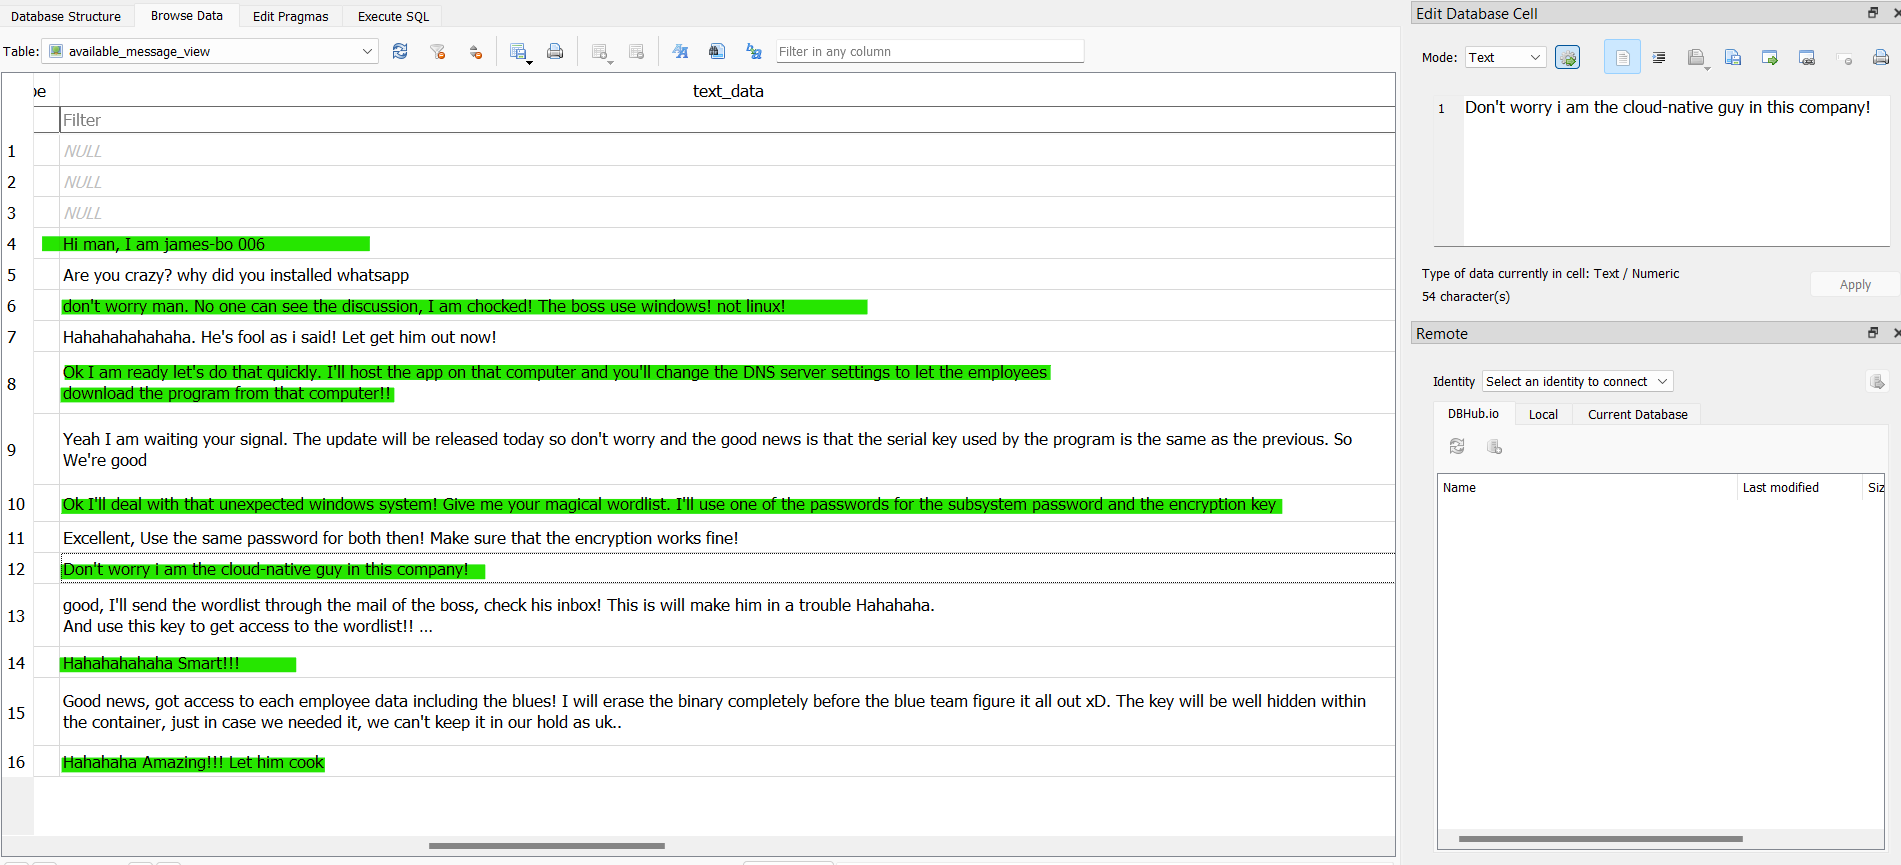 Database Structure
Browse Data
Edit Pragmas
Execute SQL
Table:
available_message_view
Filter in any column
text_data
Filter
1
NULL
2
NULL
3
NULL
4
Hi man, I am james-bo 006
5
Are you crazy? why did you installed whatsapp
6
don't worry man. No one can see the discussion, I am chocked! The boss use windows! not linux!
7
Hahahahahahaha. He's fool as i said! Let get him out now!
8
Ok I am ready let's do that quickly. I'll host the app on that computer and you'll change the DNS server settings to let the employees
download the program from that computer!!
9
Yeah I am waiting your signal. The update will be released today so don't worry and the good news is that the serial key used by the program is the same as the previous. So
We're good
10
Ok I'll deal with that unexpected windows system! Give me your magical wordlist. I'll use one of the passwords for the subsystem password and the encryption key
11
Excellent, Use the same password for both then! Make sure that the encryption works fine!
12
Don't worry i am the cloud-native guy in this company!
13
good, I'll send the wordlist through the mail of the boss, check his inbox! This is will make him in a trouble Hahahaha.
And use this key to get access to the wordlist!! ...
14
Hahahahahaha Smart!!!
15
Good news, got access to each employee data including the blues! I will erase the binary completely before the blue team figure it all out xD. The key will be well hidden within
the container, just in case we needed it, we can't keep it in our hold as uk..
16
Hahahaha Amazing!!! Let him cook
Edit Database Cell
Mode:
Text
1
Don't worry i am the cloud-native guy in this company!
Type of data currently in cell: Text / Numeric
54 character(s)
Apply
Remote
Identity
Select an identity to connect
DBHub.io
Local
Current Database
Name
Last modified